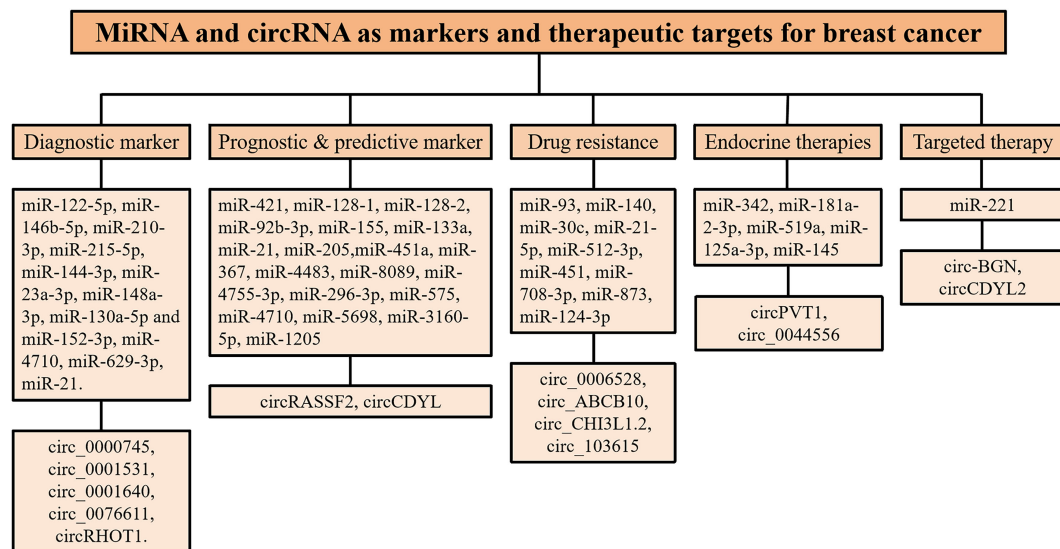 MiRNA and circRNA as markers and therapeutic targets for breast cancer
Diagnostic marker
miR-122-5p, miR-
146b-5p, miR-210-
3p, miR-215-5p,
miR-144-3p, miR-
23a-3p, miR-148a-
3p, miR-130a-5p and
miR-152-3p, miR-
4710, miR-629-3p,
miR-21.
circ_0000745,
circ_0001531,
circ_0001640,
circ_0076611,
circRHOT1.
Prognostic & predictive marker
miR-421, miR-128-1, miR-128-2,
miR-92b-3p, miR-155, miR-133a,
miR-21, miR-205,miR-451a, miR-
367, miR-4483, miR-8089, miR-
4755-3p, miR-296-3p, miR-575,
miR-4710, miR-5698, miR-3160-
5p, miR-1205
circRASSF2, circCDYL
Drug resistance
miR-93, miR-140,
miR-30c, miR-21-
5p, miR-512-3p,
miR-451, miR-
708-3p, miR-873,
miR-124-3p
circ_0006528,
circ_ABCB10,
circ_CHI3L1.2,
circ_103615
Endocrine therapies
miR-342, miR-181a-
2-3p, miR-519a, miR-
125a-3p, miR-145
circPVT1,
circ_0044556
Targeted therapy
miR-221
circ-BGN,
circCDYL2